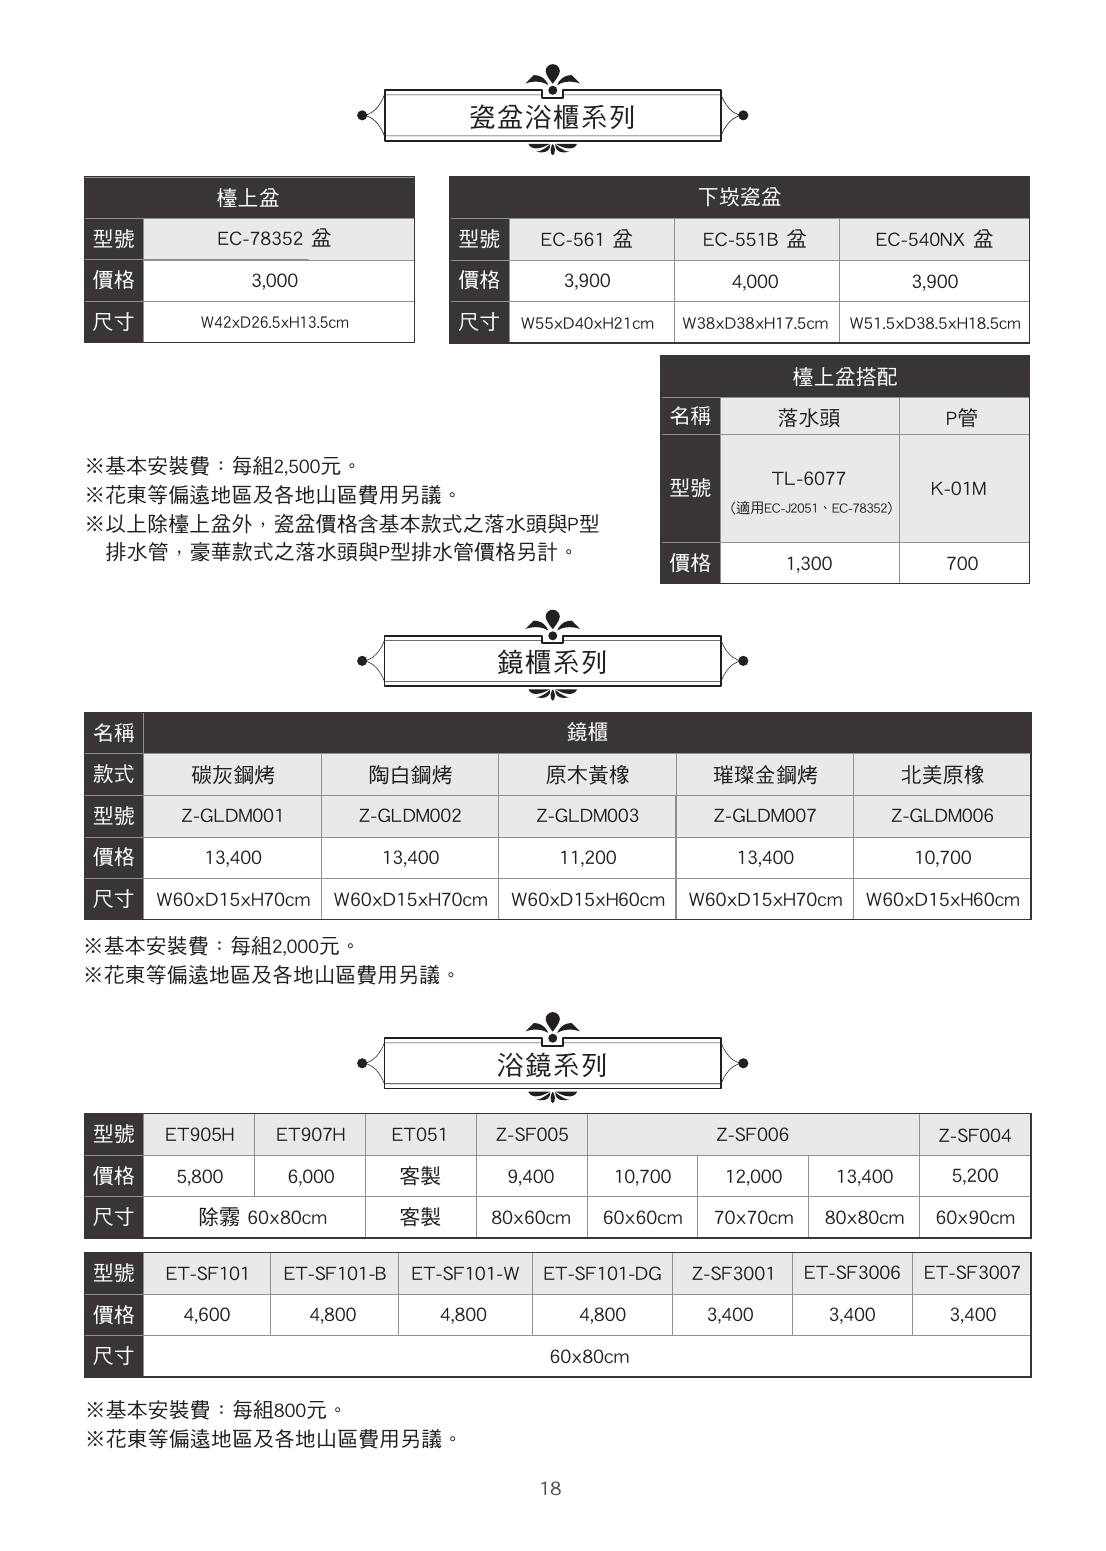 瓷盆浴櫃系列
檯上盆
型號 EC-78352 盆
價格 3,000
尺寸 W42xD26.5xH13.5cm
下崁瓷盆
型號 EC-561 盆 EC-551B 盆 EC-540NX 盆
價格 3,900 4,000 3,900
尺寸 W55xD40xH21cm W38xD38xH17.5cm W51.5xD38.5xH18.5cm
檯上盆搭配
名稱 落水頭 P管
型號 TL-6077 K-01M
（適用EC-J2051、EC-78352）
價格 1,300 700
※基本安裝費：每組2,500元。
※花東等偏遠地區及各地山區費用另議。
※以上除檯上盆外，瓷盆價格含基本款式之落水頭與P型
排水管，豪華款式之落水頭與P型排水管價格另計。
鏡櫃系列
名稱 鏡櫃
款式 碳灰鋼烤 陶白鋼烤 原木黃橡 璀璨金鋼烤 北美原橡
型號 Z-GLDM001 Z-GLDM002 Z-GLDM003 Z-GLDM007 Z-GLDM006
價格 13,400 13,400 11,200 13,400 10,700
尺寸 W60xD15xH70cm W60xD15xH70cm W60xD15xH60cm W60xD15xH70cm W60xD15xH60cm
※基本安裝費：每組2,000元。
※花東等偏遠地區及各地山區費用另議。
浴鏡系列
型號 ET905H ET907H ET051 Z-SF005 Z-SF006 Z-SF004
價格 5,800 6,000 客製 9,400 10,700 12,000 13,400 5,200
尺寸 除霧 60x80cm 客製 80x60cm 60x60cm 70x70cm 80x80cm 60x90cm
型號 ET-SF101 ET-SF101-B ET-SF101-W ET-SF101-DG Z-SF3001 ET-SF3006 ET-SF3007
價格 4,600 4,800 4,800 4,800 3,400 3,400 3,400
尺寸 60x80cm
※基本安裝費：每組800元。
※花東等偏遠地區及各地山區費用另議。
18